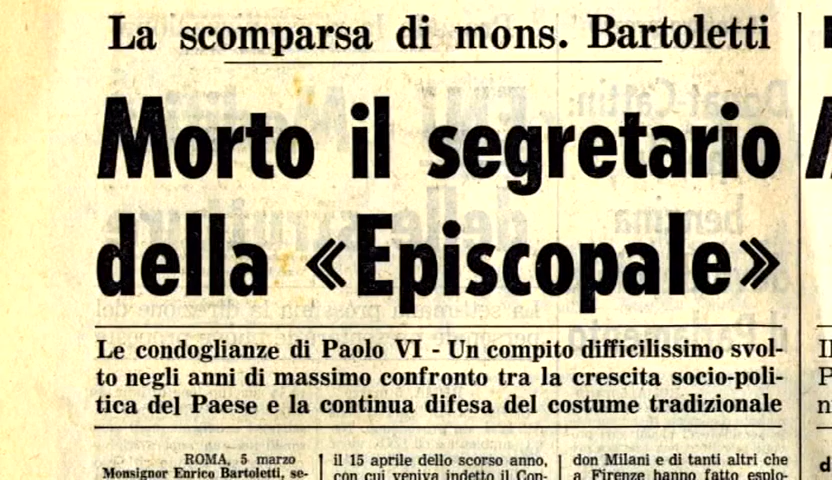 La scomparsa di mons. Bartoletti
Morto il segretario
della «Episcopale»
Le condoglianze di Paolo VI - Un compito difficilissimo svol-
to negli anni di massimo confronto tra la crescita socio-poli-
tica del Paese e la continua difesa del costume tradizionale
ROMA, 5 marzo
Monsignor Enrico Bartoletti, se-
il 15 aprile dello scorso anno,
con cui veniva indetto il Con-
don Milani e di tanti altri che
a Firenze hanno fatto esplo-